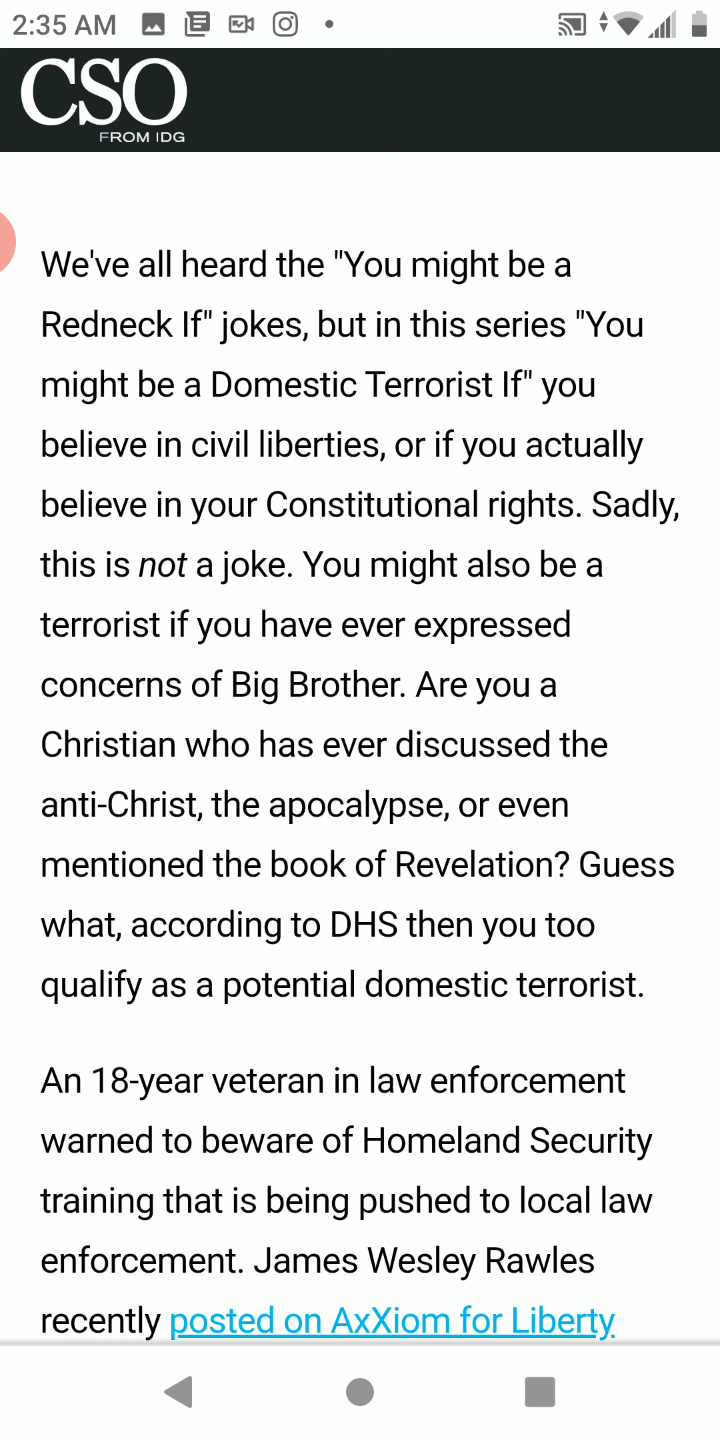 2:35 AM
CSO
FROM IDG
We've all heard the "You might be a
Redneck If" jokes, but in this series "You
might be a Domestic Terrorist If" you
believe in civil liberties, or if you actually
believe in your Constitutional rights. Sadly,
this is not a joke. You might also be a
terrorist if you have ever expressed
concerns of Big Brother. Are you a
Christian who has ever discussed the
anti-Christ, the apocalypse, or even
mentioned the book of Revelation? Guess
what, according to DHS then you too
qualify as a potential domestic terrorist.
An 18-year veteran in law enforcement
warned to beware of Homeland Security
training that is being pushed to local law
enforcement. James Wesley Rawles
recently posted on AxXiom for Liberty